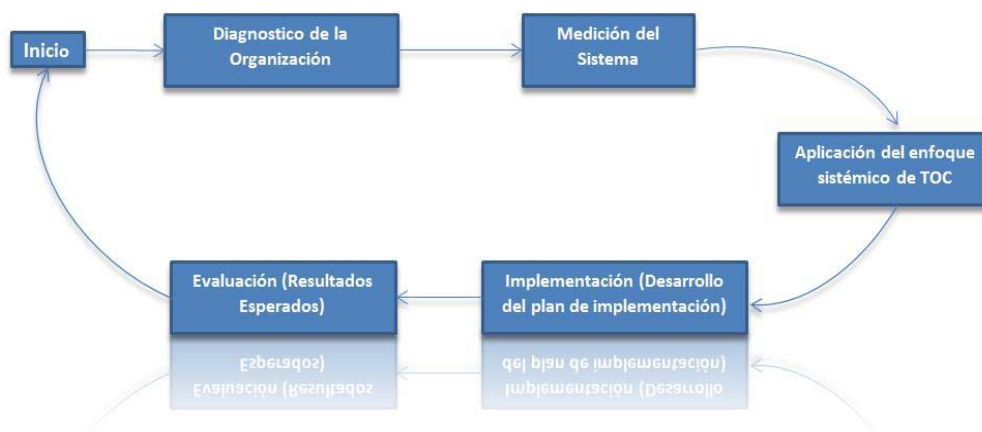 Inicio
Diagnostico de la
Organización
Medición del
Sistema
Aplicación del enfoque
sistémico de TOC
Implementación (Desarrollo
del plan de implementación)
Evaluación (Resultados
Esperados)